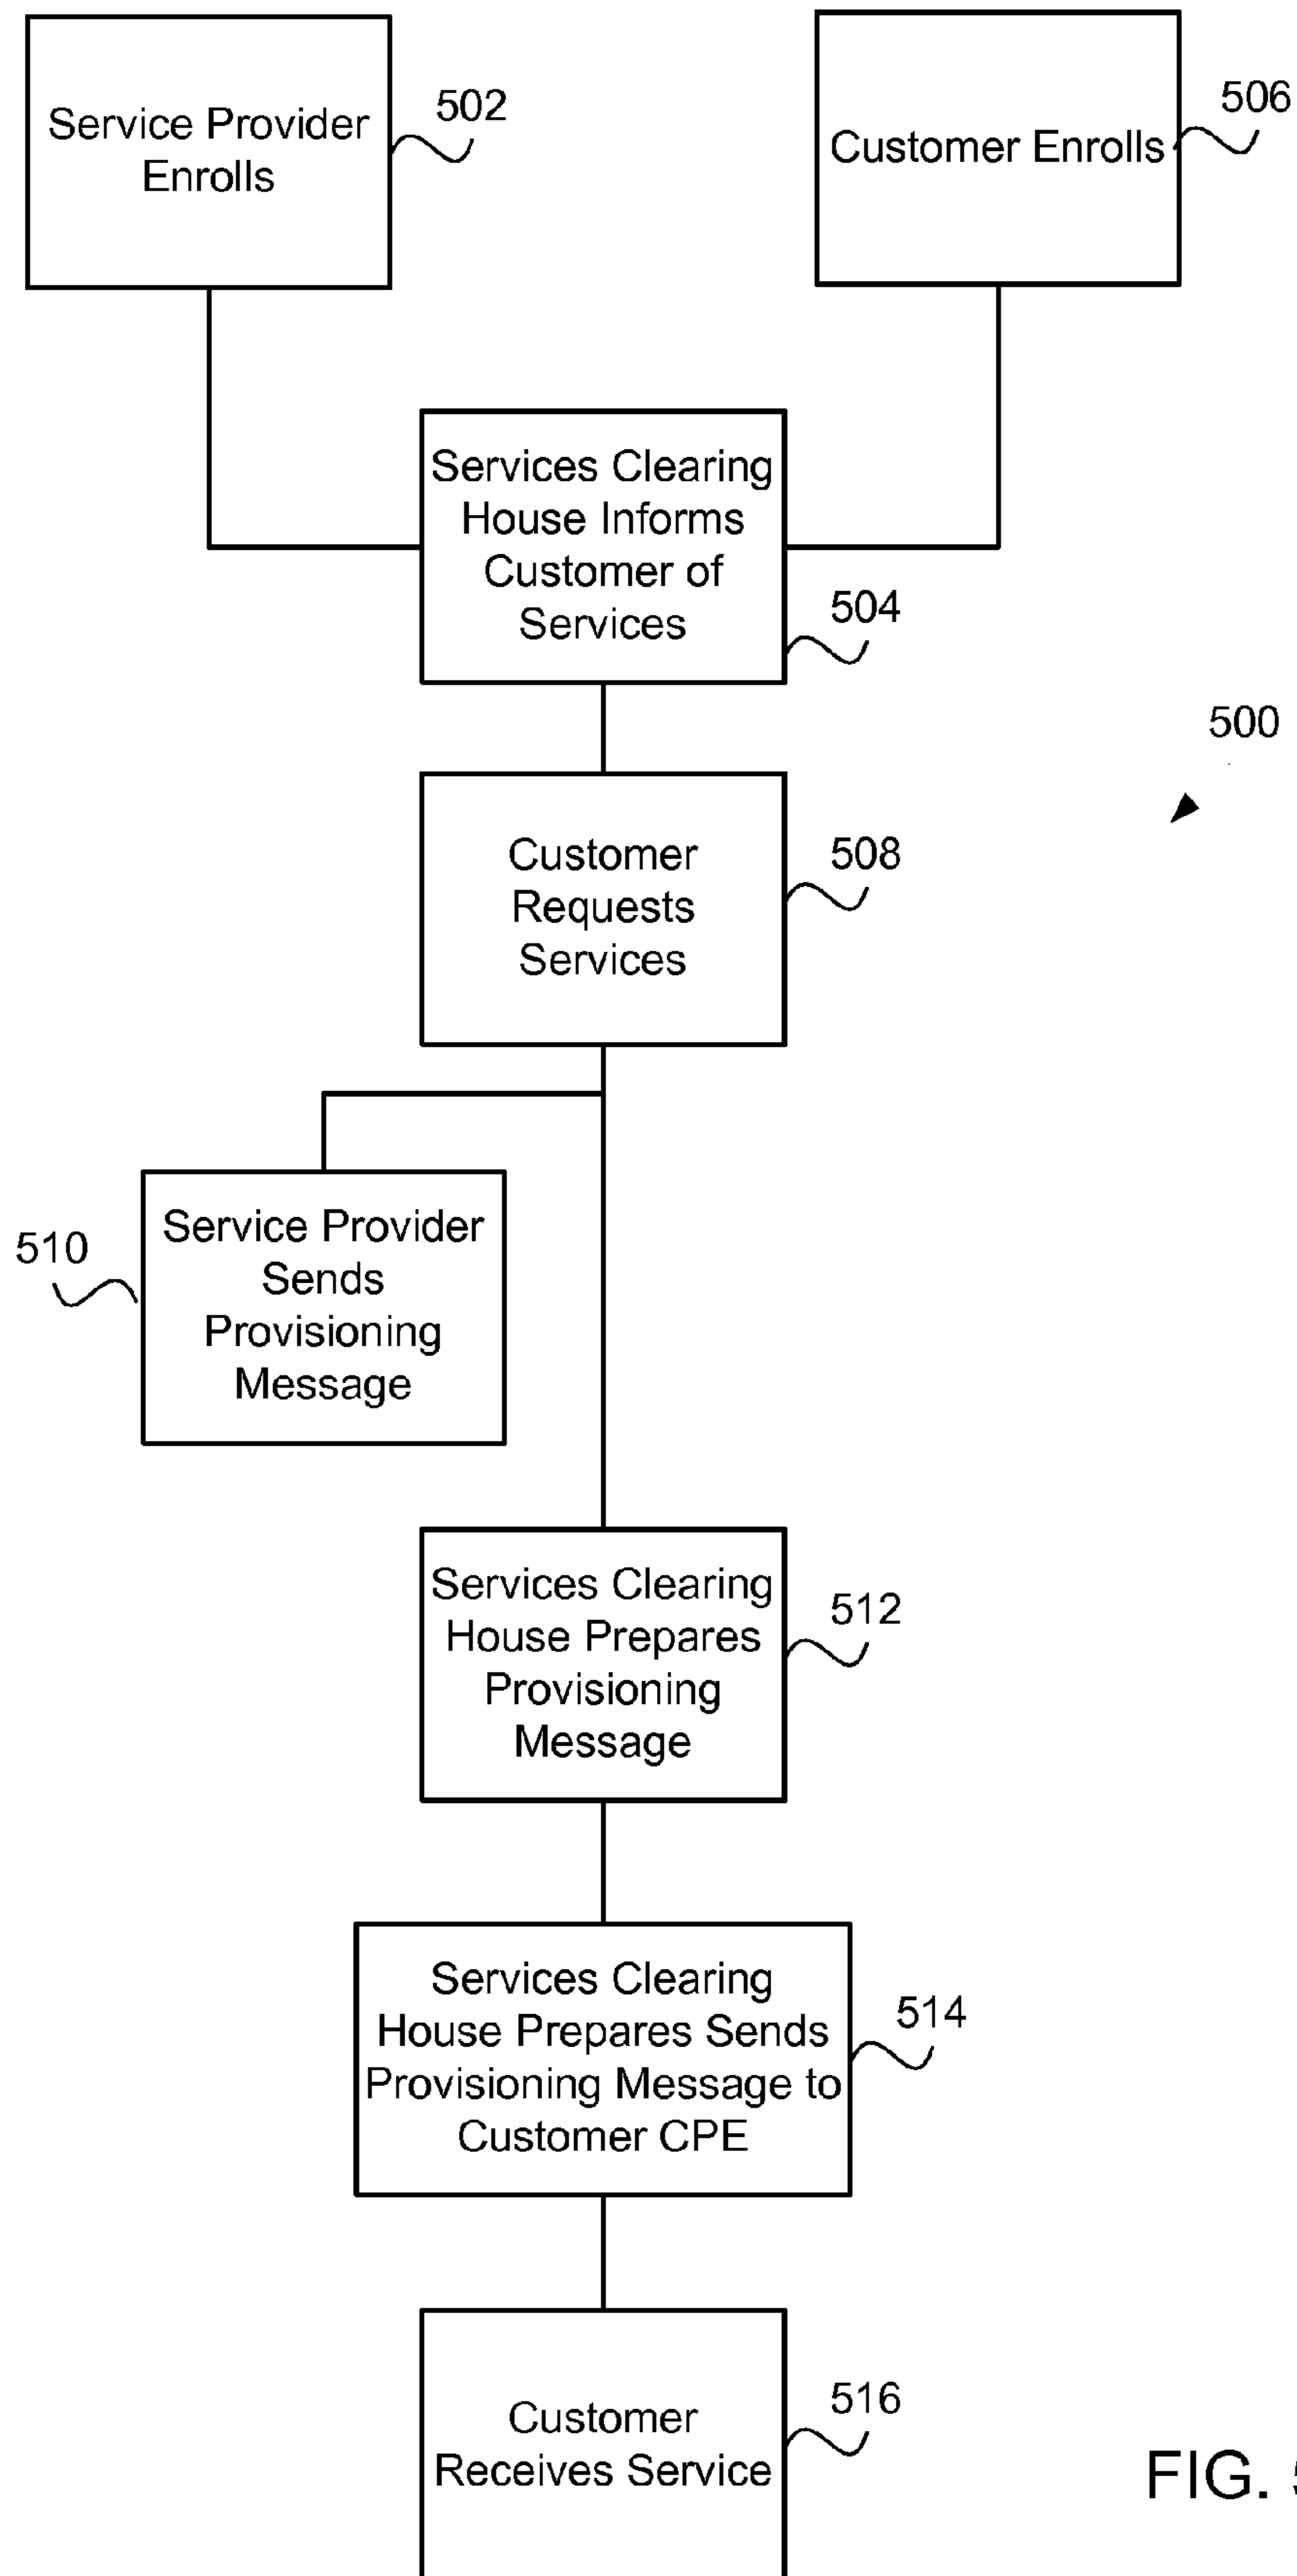 Service Provider
Enrolls
502
Customer Enrolls
506
Services Clearing
House Informs
Customer of
Services
504
500
Customer
Requests
Services
508
510
Service Provider
Sends
Provisioning
Message
Services Clearing
House Prepares
Provisioning
Message
512
Services Clearing
House Prepares Sends
Provisioning Message to
Customer CPE
514
Customer
Receives Service
516
FIG. 5